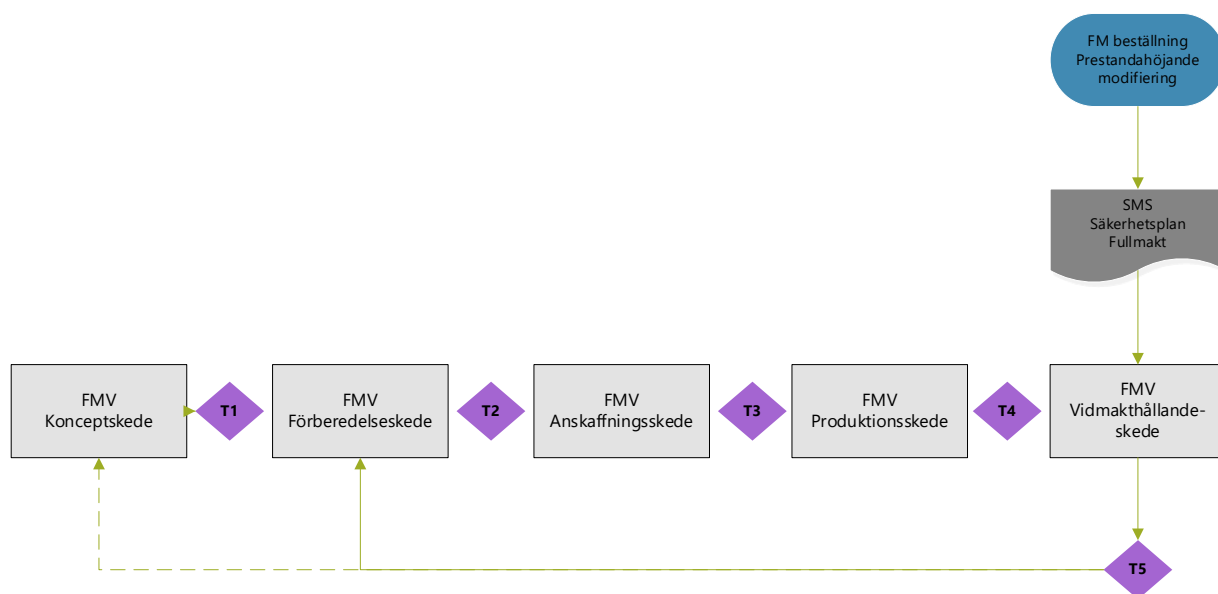 FM beställning
Prestandahöjande
modifiering
SMS
Säkerhetsplan
Fullmakt
FMV
Konceptskede
T1
FMV
Förberedelseskede
T2
FMV
Anskaffningsskede
T3
FMV
Produktionsskede
T4
FMV
Vidmakthållande-
skede
T5